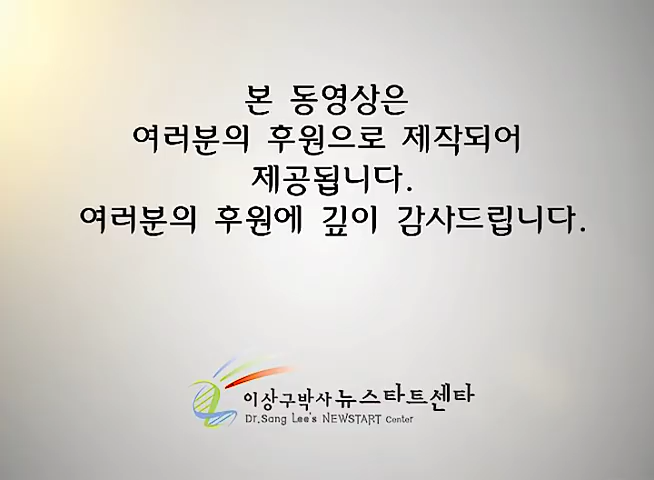 본 동영상은
여러분의 후원으로 제작되어
제공됩니다.
여러분의 후원에 깊이 감사드립니다.
이상구박사 뉴스타트센타
Dr.Sang Lee's NEWSTART Center